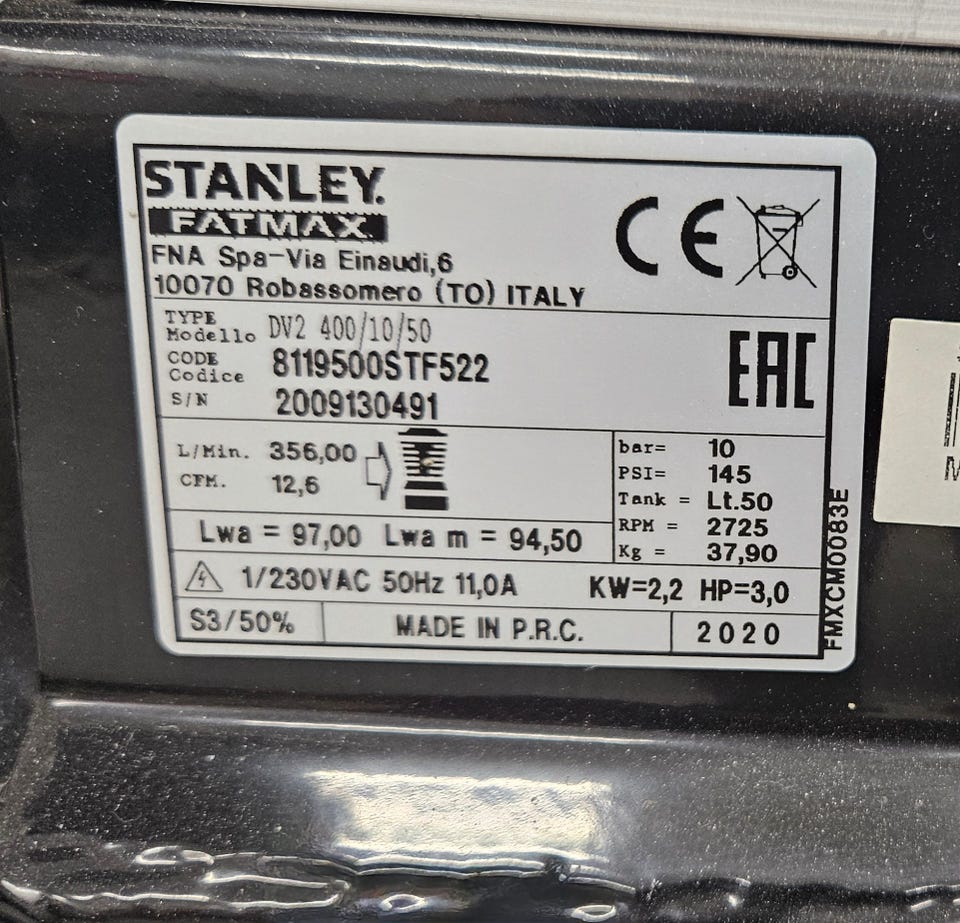 STANLEY.
FATMAX.
FNA Spa-Via Einaudi,6
10070 Robassomero (TO) ITALY
CE
TYPE
Modello DV2 400/10/50
CODE
Codice 8119500STF522
S/N 2009130491
EAC
L/Min. 356,00
CFM. 12,6
bar= 10
PSI= 145
Tank = Lt.50
RPM = 2725
Kg = 37,90
Lwa = 97,00 Lwa m = 94,50
1/230VAC 50Hz 11,0A KW=2,2 HP=3,0
S3/50% MADE IN P.R.C. 2020
FMXCM0083E